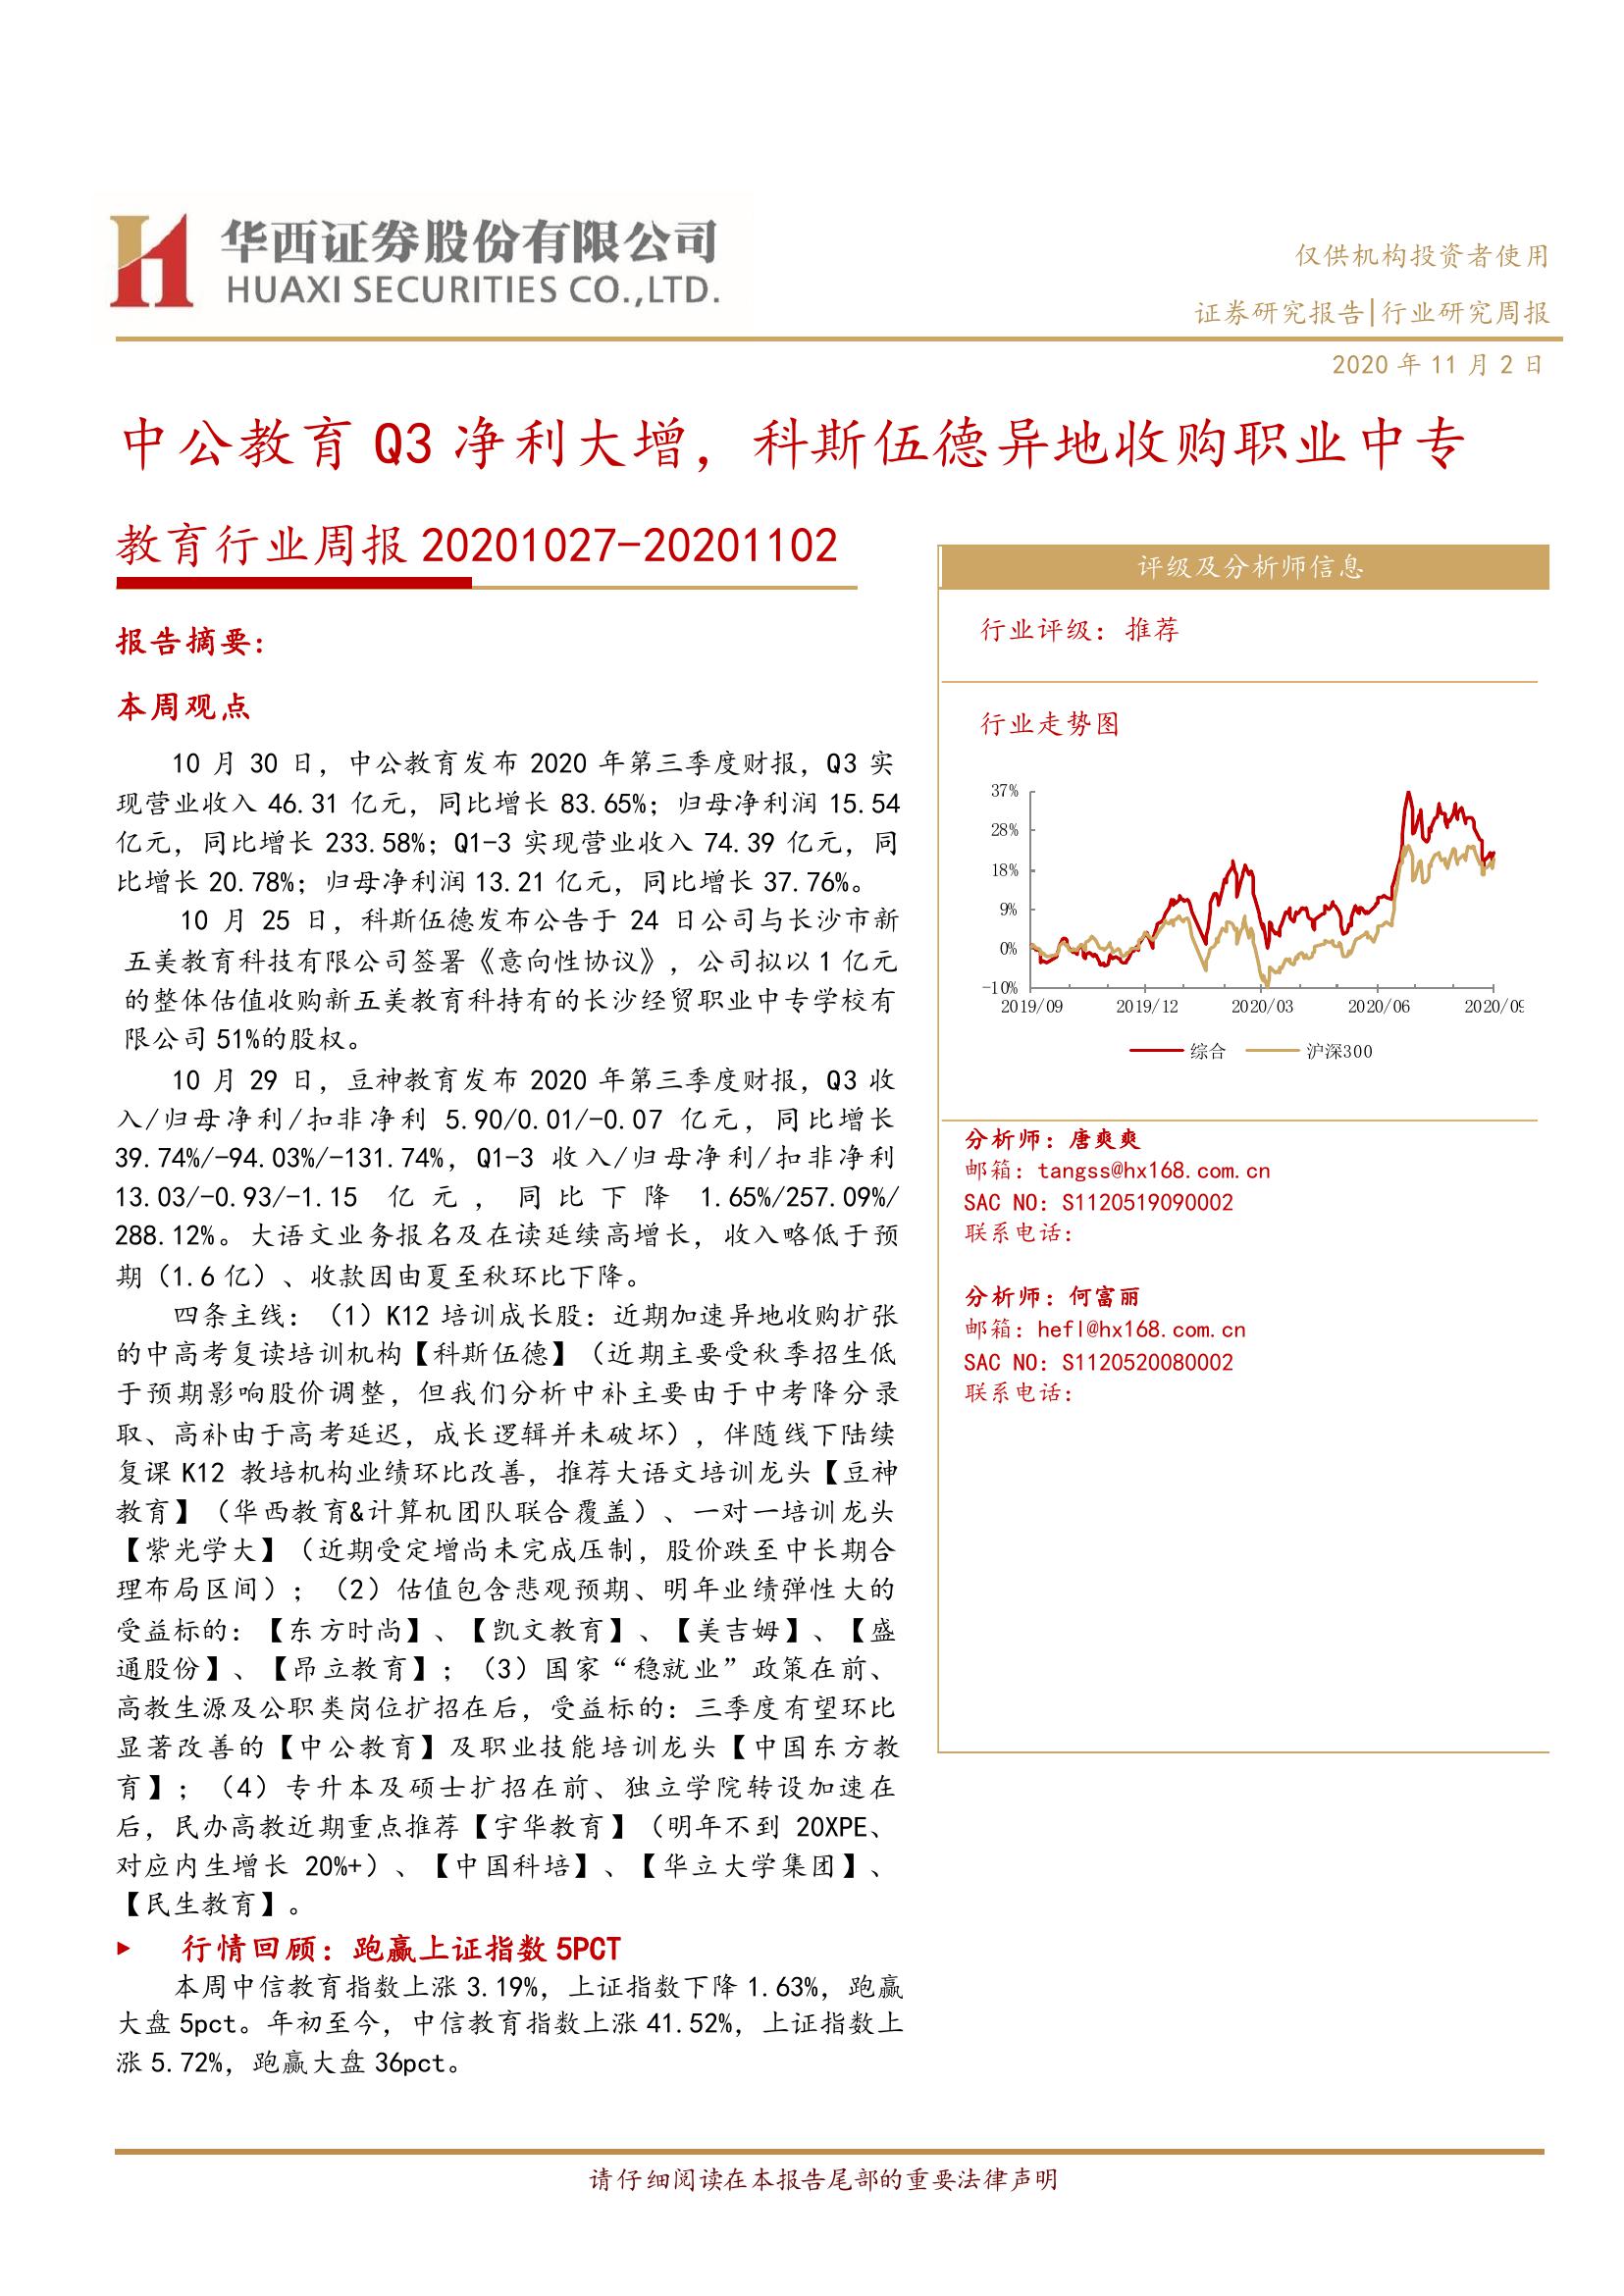 华西证券股份有限公司
HUAXI SECURITIES CO.,LTD.
仅供机构投资者使用
证券研究报告|行业研究周报
2020 年 11 月 2 日
中公教育 Q3 净利大增，科斯伍德异地收购职业中专
教育行业周报 20201027-20201102
报告摘要:
本周观点
10 月 30 日，中公教育发布 2020 年第三季度财报，Q3 实
现营业收入 46.31 亿元，同比增长 83.65%；归母净利润 15.54
亿元，同比增长 233.58%；Q1-3 实现营业收入 74.39 亿元，同
比增长 20.78%；归母净利润 13.21 亿元，同比增长 37.76%。
10 月 25 日，科斯伍德发布公告于 24 日公司与长沙市新
五美教育科技有限公司签署《意向性协议》，公司拟以 1 亿元
的整体估值收购新五美教育科持有的长沙经贸职业中专学校有
限公司 51%的股权。
10 月 29 日，豆神教育发布 2020 年第三季度财报，Q3 收
入/归母净利/扣非净利 5.90/0.01/-0.07 亿元，同比增长
39.74%/-94.03%/-131.74%，Q1-3 收入/归母净利/扣非净利
13.03/-0.93/-1.15 亿元，同比下降 1.65%/257.09%/
288.12%。大语文业务报名及在读延续高增长，收入略低于预
期（1.6 亿）、收款因由夏至秋环比下降。
四条主线：（1）K12 培训成长股：近期加速异地收购扩张
的中高考复读培训机构【科斯伍德】（近期主要受秋季招生低
于预期影响股价调整，但我们分析中补主要由于中考降分录
取、高补由于高考延迟，成长逻辑并未破坏），伴随线下陆续
复课 K12 教培机构业绩环比改善，推荐大语文培训龙头【豆神
教育】（华西教育&计算机团队联合覆盖）、一对一培训龙头
【紫光学大】（近期受定增尚未完成压制，股价跌至中长期合
理布局区间）；（2）估值包含悲观预期、明年业绩弹性大的
受益标的：【东方时尚】、【凯文教育】、【美吉姆】、【盛
通股份】、【昂立教育】；（3）国家“稳就业”政策在前、
高教生源及公职类岗位扩招在后，受益标的：三季度有望环比
显著改善的【中公教育】及职业技能培训龙头【中国东方教
育】；（4）专升本及硕士扩招在前、独立学院转设加速在
后，民办高教近期重点推荐【宇华教育】（明年不到 20XPE、
对应内生增长 20%+）、【中国科培】、【华立大学集团】、
【民生教育】。
行情回顾：跑赢上证指数 5PCT
本周中信教育指数上涨 3.19%，上证指数下降 1.63%，跑赢
大盘 5pct。年初至今，中信教育指数上涨 41.52%，上证指数上
涨 5.72%，跑赢大盘 36pct。
评级及分析师信息
行业评级：推荐
行业走势图
37%
28%
18%
9%
0%
-10%
2019/09 2019/12 2020/03 2020/06 2020/09
综合 沪深300
分析师：唐爽爽
邮箱：tangss@hx168.com.cn
SAC NO：S1120519090002
联系电话：
分析师：何富丽
邮箱：hefl@hx168.com.cn
SAC NO：S1120520080002
联系电话：
请仔细阅读在本报告尾部的重要法律声明